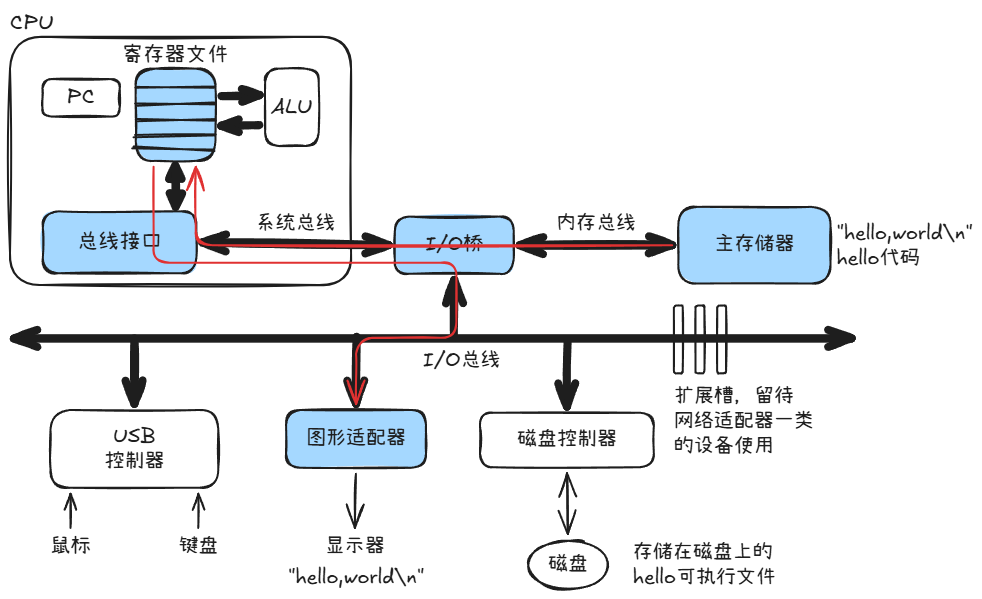 CPU
寄存器文件
PC
ALU
总线接口
系统总线
I/O桥
内存总线
主存储器
"hello,world\n"
hello代码
I/O总线
扩展槽，留待
网络适配器一类
的设备使用
USB
控制器
图形适配器
磁盘控制器
鼠标
键盘
显示器
"hello,world\n"
磁盘
存储在磁盘上的
hello可执行文件